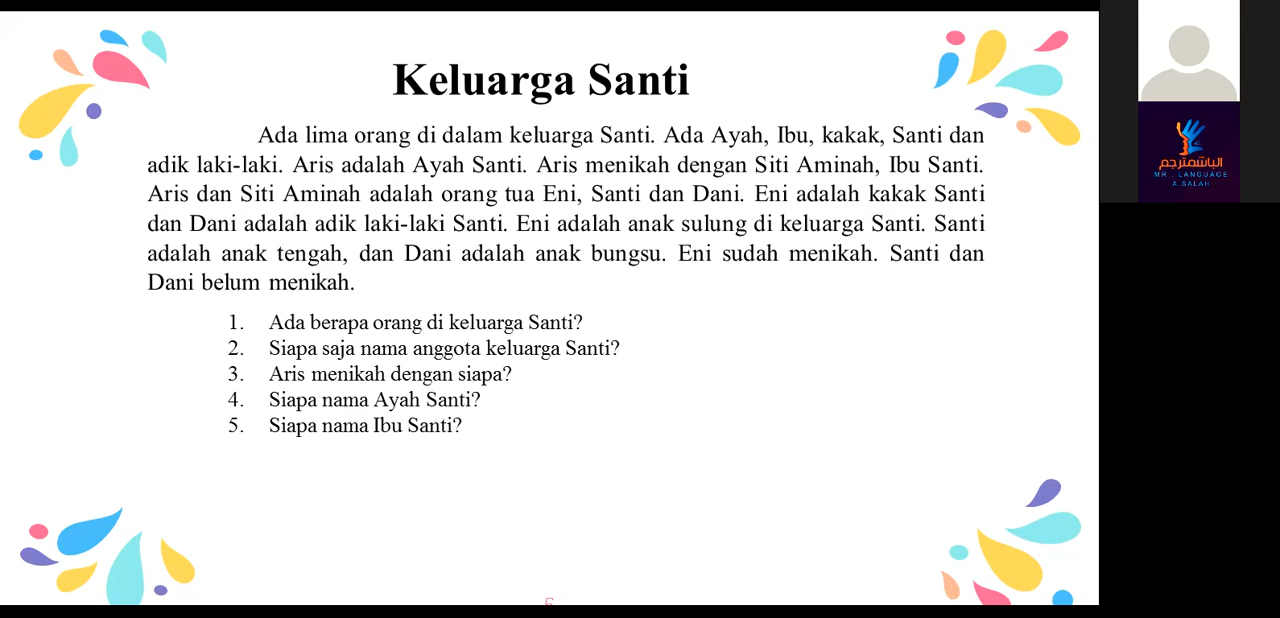 Keluarga Santi
Ada lima orang di dalam keluarga Santi. Ada Ayah, Ibu, kakak, Santi dan
adik laki-laki. Aris adalah Ayah Santi. Aris menikah dengan Siti Aminah, Ibu Santi.
Aris dan Siti Aminah adalah orang tua Eni, Santi dan Dani. Eni adalah kakak Santi
dan Dani adalah adik laki-laki Santi. Eni adalah anak sulung di keluarga Santi. Santi
adalah anak tengah, dan Dani adalah anak bungsu. Eni sudah menikah. Santi dan
Dani belum menikah.
1. Ada berapa orang di keluarga Santi?
2. Siapa saja nama anggota keluarga Santi?
3. Aris menikah dengan siapa?
4. Siapa nama Ayah Santi?
5. Siapa nama Ibu Santi?
الباشمترجم
MR : LANGUAGE
A.SALAH